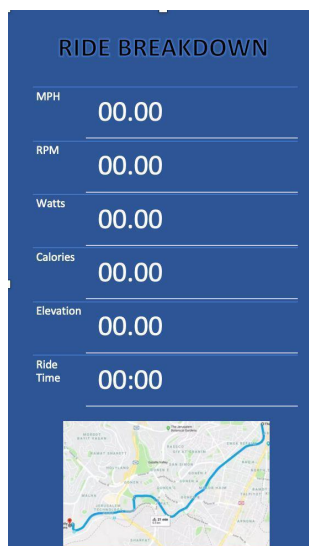 RIDE BREAKDOWN
MPH
00.00
RPM
00.00
Watts
00.00
Calories
00.00
Elevation
00.00
Ride
Time
00:00